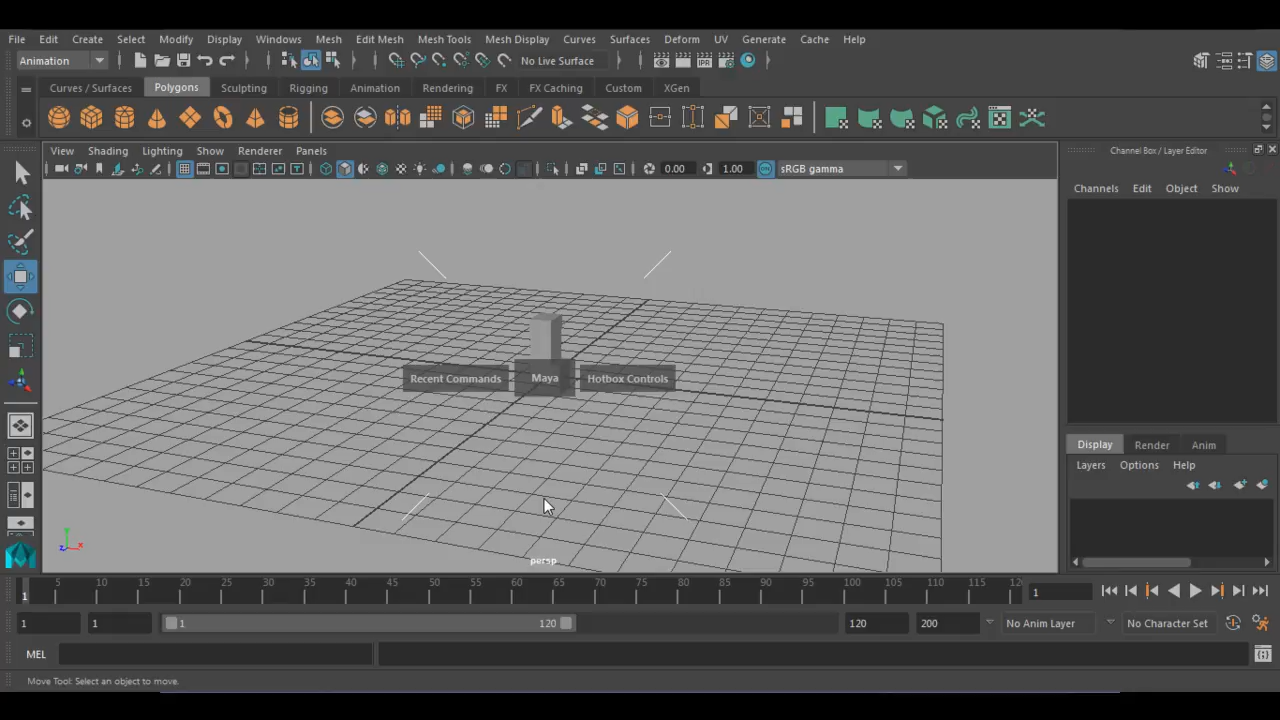 File Edit Create Select Modify Display Windows Mesh Edit Mesh Mesh Tools Mesh Display Curves Surfaces Deform UV Generate Cache Help
Animation No Live Surface
Curves / Surfaces Polygons Sculpting Rigging Animation Rendering FX FX Caching Custom XGen
View Shading Lighting Show Renderer Panels
0.00 1.00 sRGB gamma
Channel Box / Layer Editor
Channels Edit Object Show
Recent Commands Maya Hotbox Controls
Display Render Anim
Layers Options Help
persp
5 10 15 20 25 30 35 40 45 50 55 60 65 70 75 80 85 90 95 100 105 110 115 12
1 1
1 1 1 120 120 200 No Anim Layer No Character Set
MEL
Move Tool: Select an object to move.